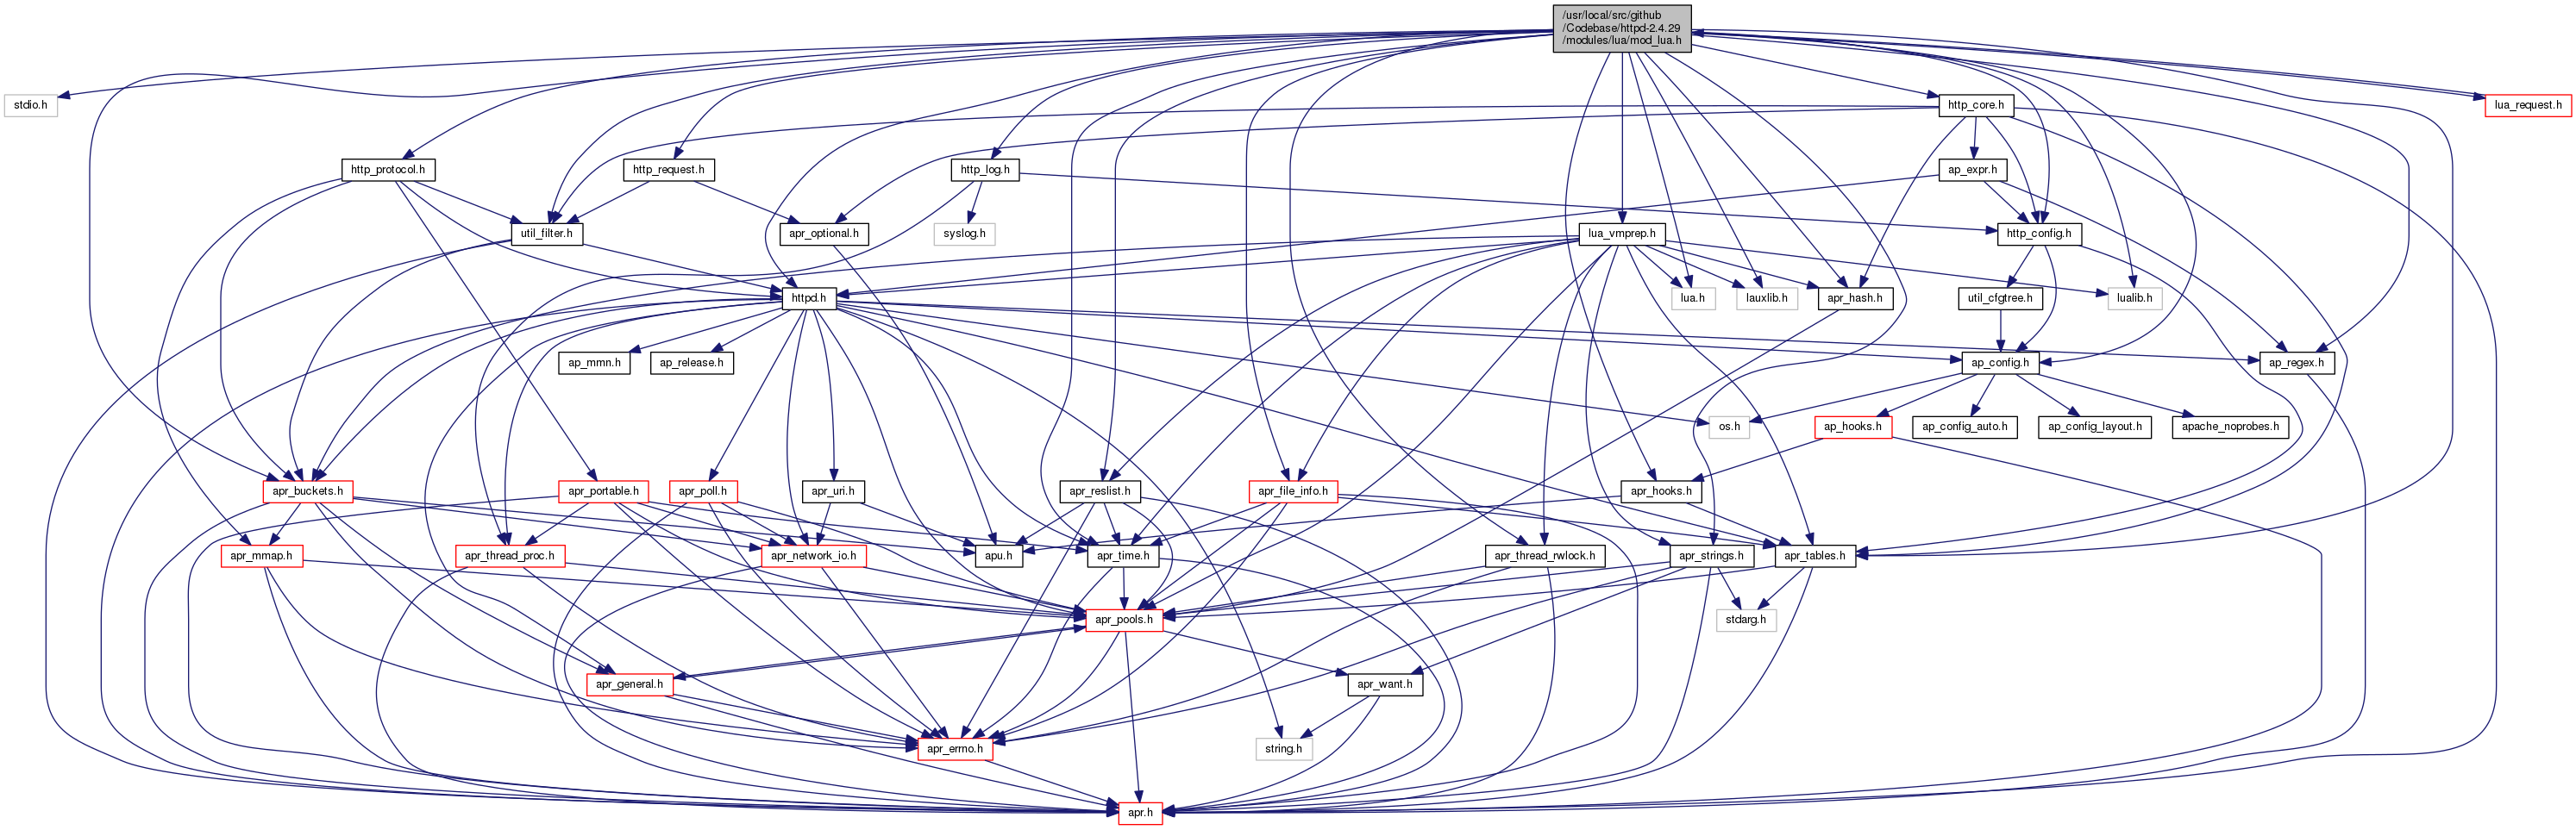 /usr/local/src/github
/Codebase/httpd-2.4.29
/modules/lua/mod_lua.h
stdio.h
http_core.h
lua_request.h
http_protocol.h
http_request.h
http_log.h
ap_expr.h
util_filter.h
apr_optional.h
syslog.h
lua_vmprep.h
http_config.h
httpd.h
lua.h
lauxlib.h
apr_hash.h
util_cfgtree.h
lualib.h
ap_mmn.h
ap_release.h
ap_config.h
ap_regex.h
os.h
ap_hooks.h
ap_config_auto.h
ap_config_layout.h
apache_noprobes.h
apr_buckets.h
apr_portable.h
apr_poll.h
apr_uri.h
apr_reslist.h
apr_file_info.h
apr_hooks.h
apr_mmap.h
apr_thread_proc.h
apr_network_io.h
apu.h
apr_time.h
apr_thread_rwlock.h
apr_strings.h
apr_tables.h
apr_pools.h
stdarg.h
apr_general.h
apr_want.h
apr_errno.h
string.h
apr.h